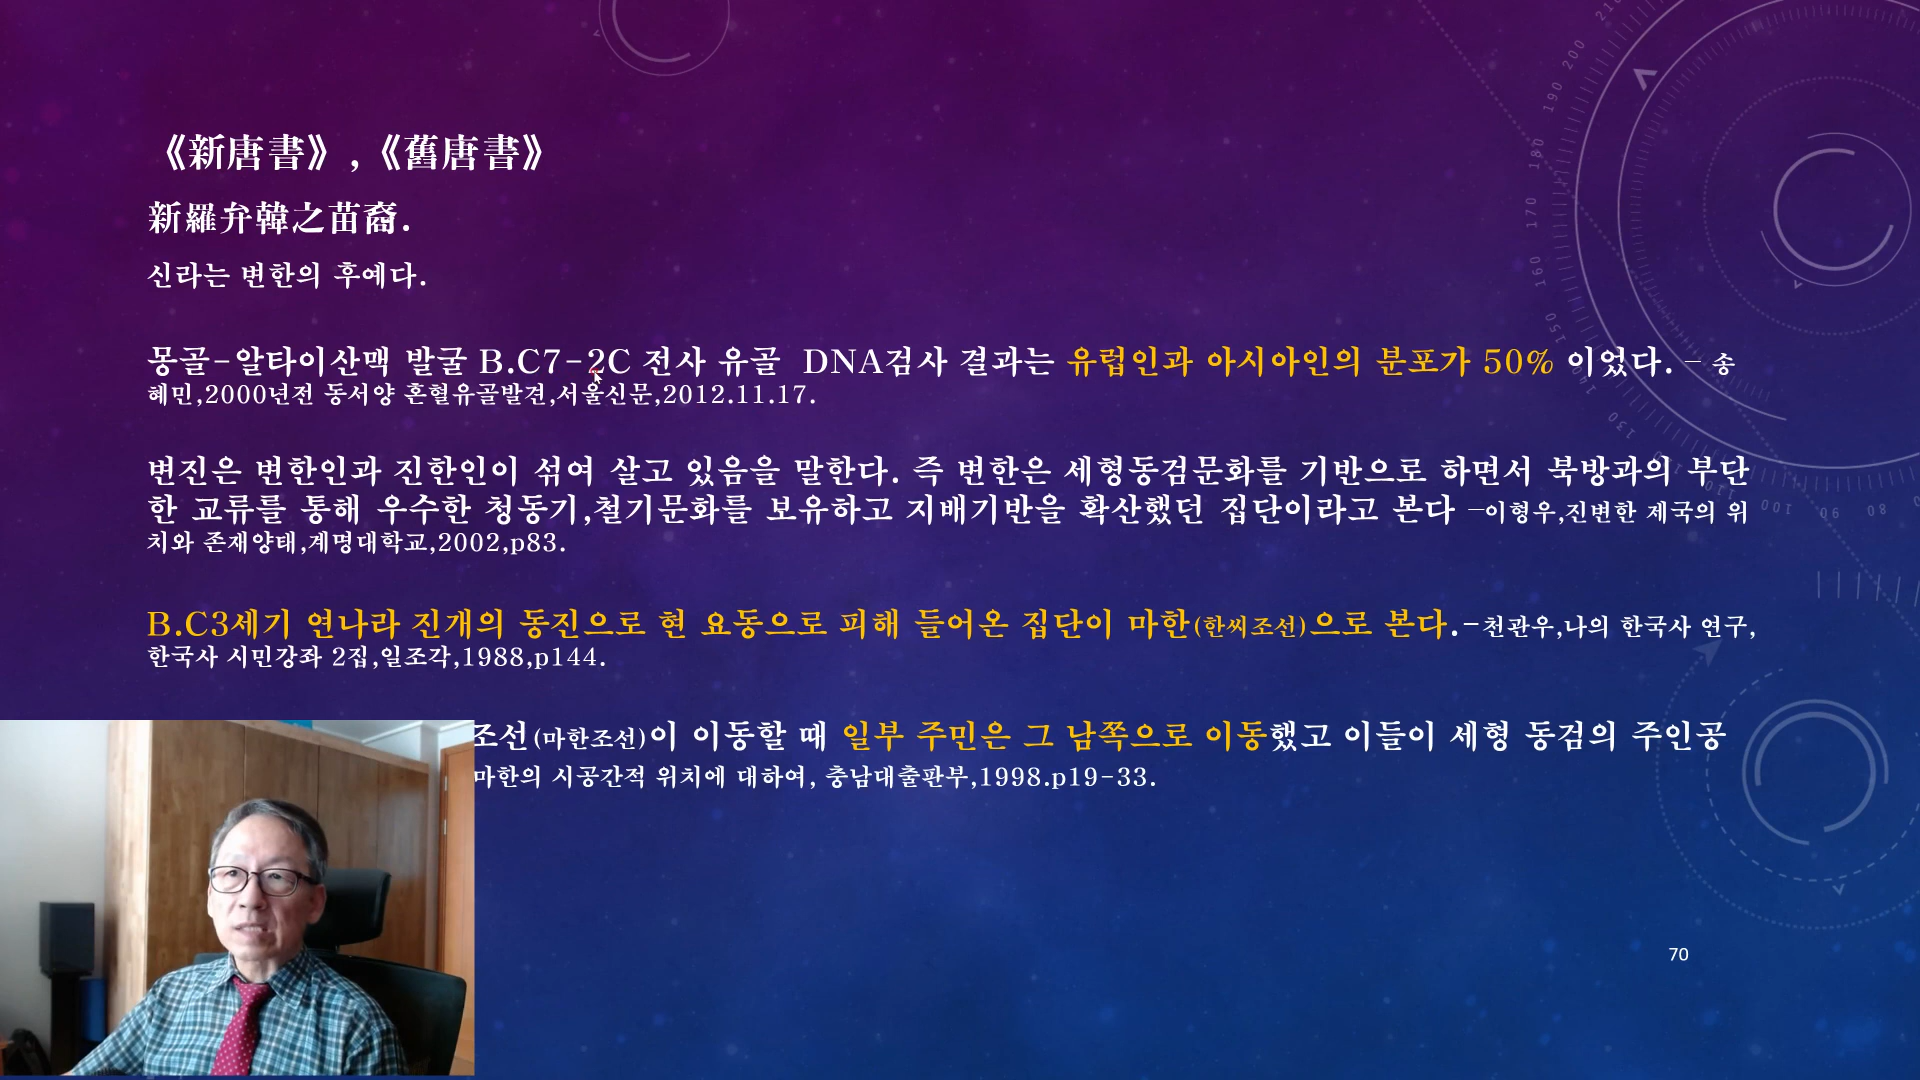 《新唐書》,《舊唐書》
新羅弁韓之苗裔.
신라는 변한의 후예다.
몽골-알타이산맥 발굴 B.C7-2C 전사 유골 DNA검사 결과는 유럽인과 아시아인의 분포가 50% 이었다. – 송
혜민,2000년전 동서양 혼혈유골발견,서울신문,2012.11.17.
변진은 변한인과 진한인이 섞여 살고 있음을 말한다. 즉 변한은 세형동검문화를 기반으로 하면서 북방과의 부단
한 교류를 통해 우수한 청동기,철기문화를 보유하고 지배기반을 확산했던 집단이라고 본다 –이형우,진변한 제국의 위
치와 존재양태,계명대학교,2002,p83.
B.C3세기 연나라 진개의 동진으로 현 요동으로 피해 들어온 집단이 마한(한씨조선)으로 본다.-천관우,나의 한국사 연구,
한국사 시민강좌 2집,일조각,1988,p144.
조선(마한조선)이 이동할 때 일부 주민은 그 남쪽으로 이동했고 이들이 세형 동검의 주인공
마한의 시공간적 위치에 대하여, 충남대출판부,1998.p19-33.
70
210
200
190
180
170
160
150
140
130
110
100
90
80